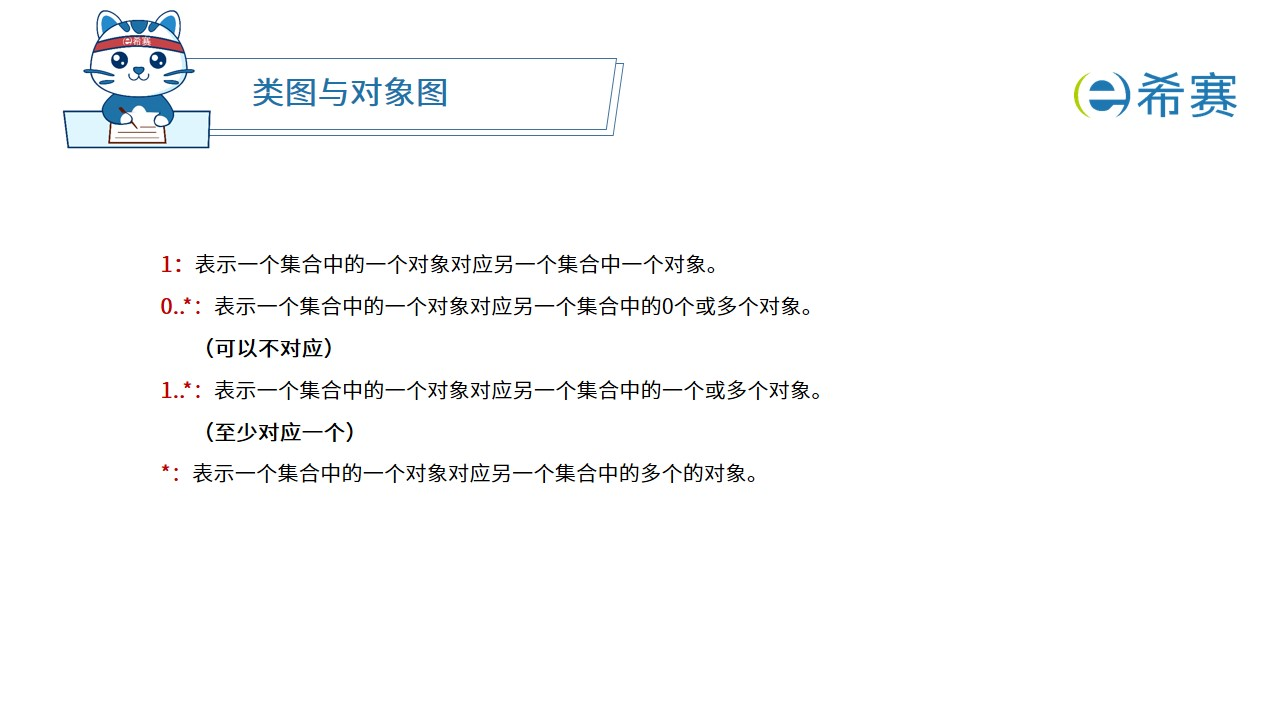 希赛
类图与对象图
希赛
1：表示一个集合中的一个对象对应另一个集合中一个对象。
0..*：表示一个集合中的一个对象对应另一个集合中的0个或多个对象。
（可以不对应）
1..*：表示一个集合中的一个对象对应另一个集合中的一个或多个对象。
（至少对应一个）
*：表示一个集合中的一个对象对应另一个集合中的多个的对象。